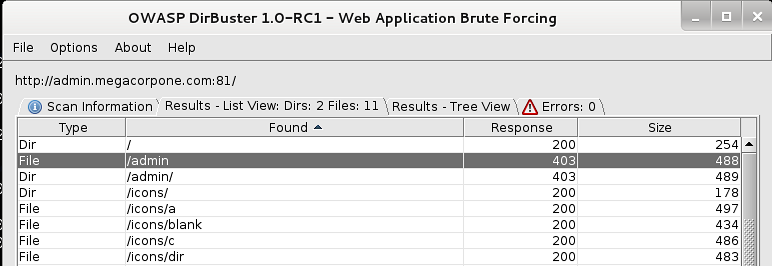 OWASP DirBuster 1.0-RC1 - Web Application Brute Forcing
File Options About Help
http://admin.megacorpone.com:81/
Scan Information Results - List View: Dirs: 2 Files: 11 Results - Tree View Errors: 0
Type Found Response Size
Dir / 200 254
File /admin 403 488
Dir /admin/ 403 489
Dir /icons/ 200 178
File /icons/a 200 497
File /icons/blank 200 434
File /icons/c 200 486
File /icons/dir 200 483